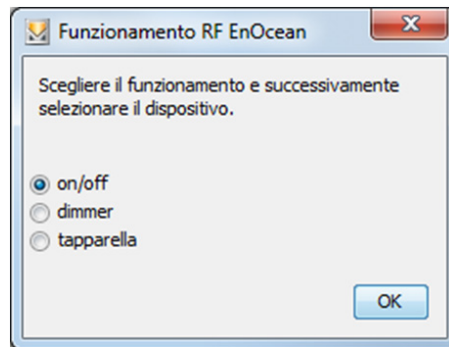 Funzionamento RF EnOcean
Scegliere il funzionamento e successivamente
selezionare il dispositivo.
on/off
dimmer
tapparella
OK